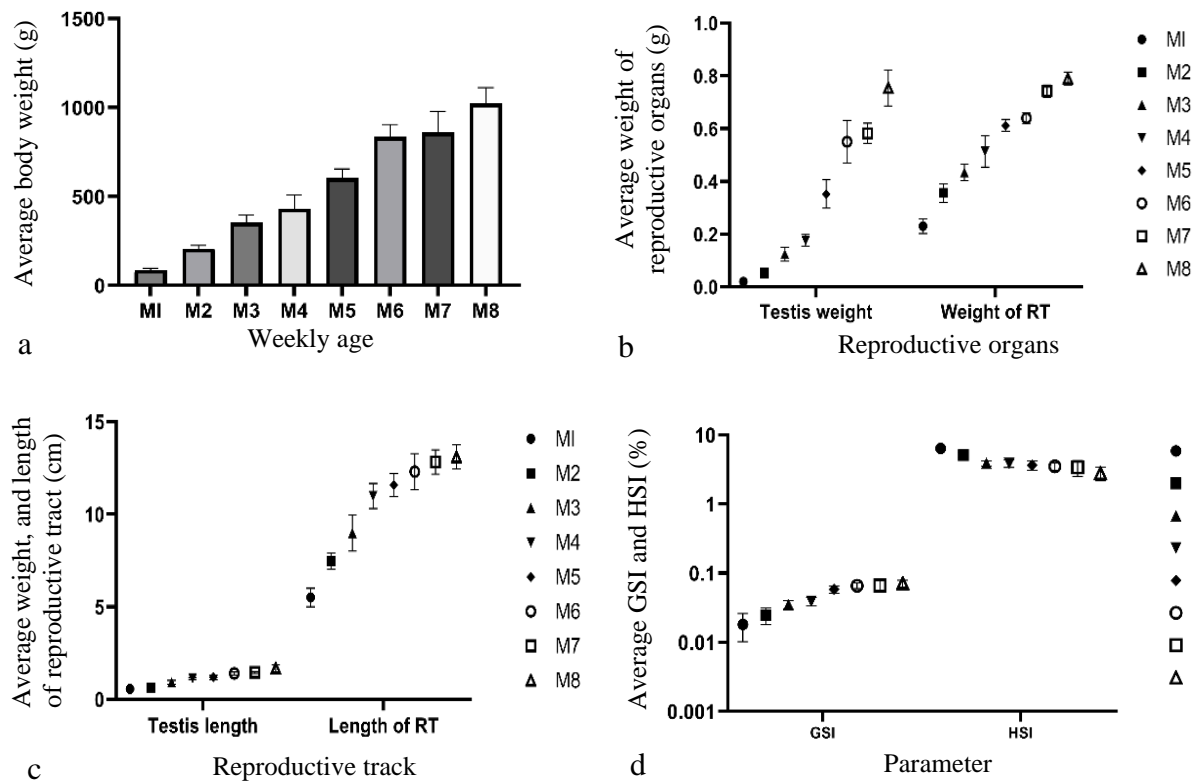 Average body weight (g)
1500
1000
500
0
MI M2 M3 M4 M5 M6 M7 M8
Weekly age
a
Average weight of
reproductive organs (g)
1.0
0.8
0.6
0.4
0.2
0.0
Testis weight Weight of RT
Reproductive organs
b
MI
M2
M3
M4
M5
M6
M7
M8
Average weight, and length
of reproductive tract (cm)
15
10
5
0
Testis length Length of RT
Reproductive track
c
MI
M2
M3
M4
M5
M6
M7
M8
Average GSI and HSI (%)
10
1
0.1
0.01
0.001
GSI HSI
Parameter
d